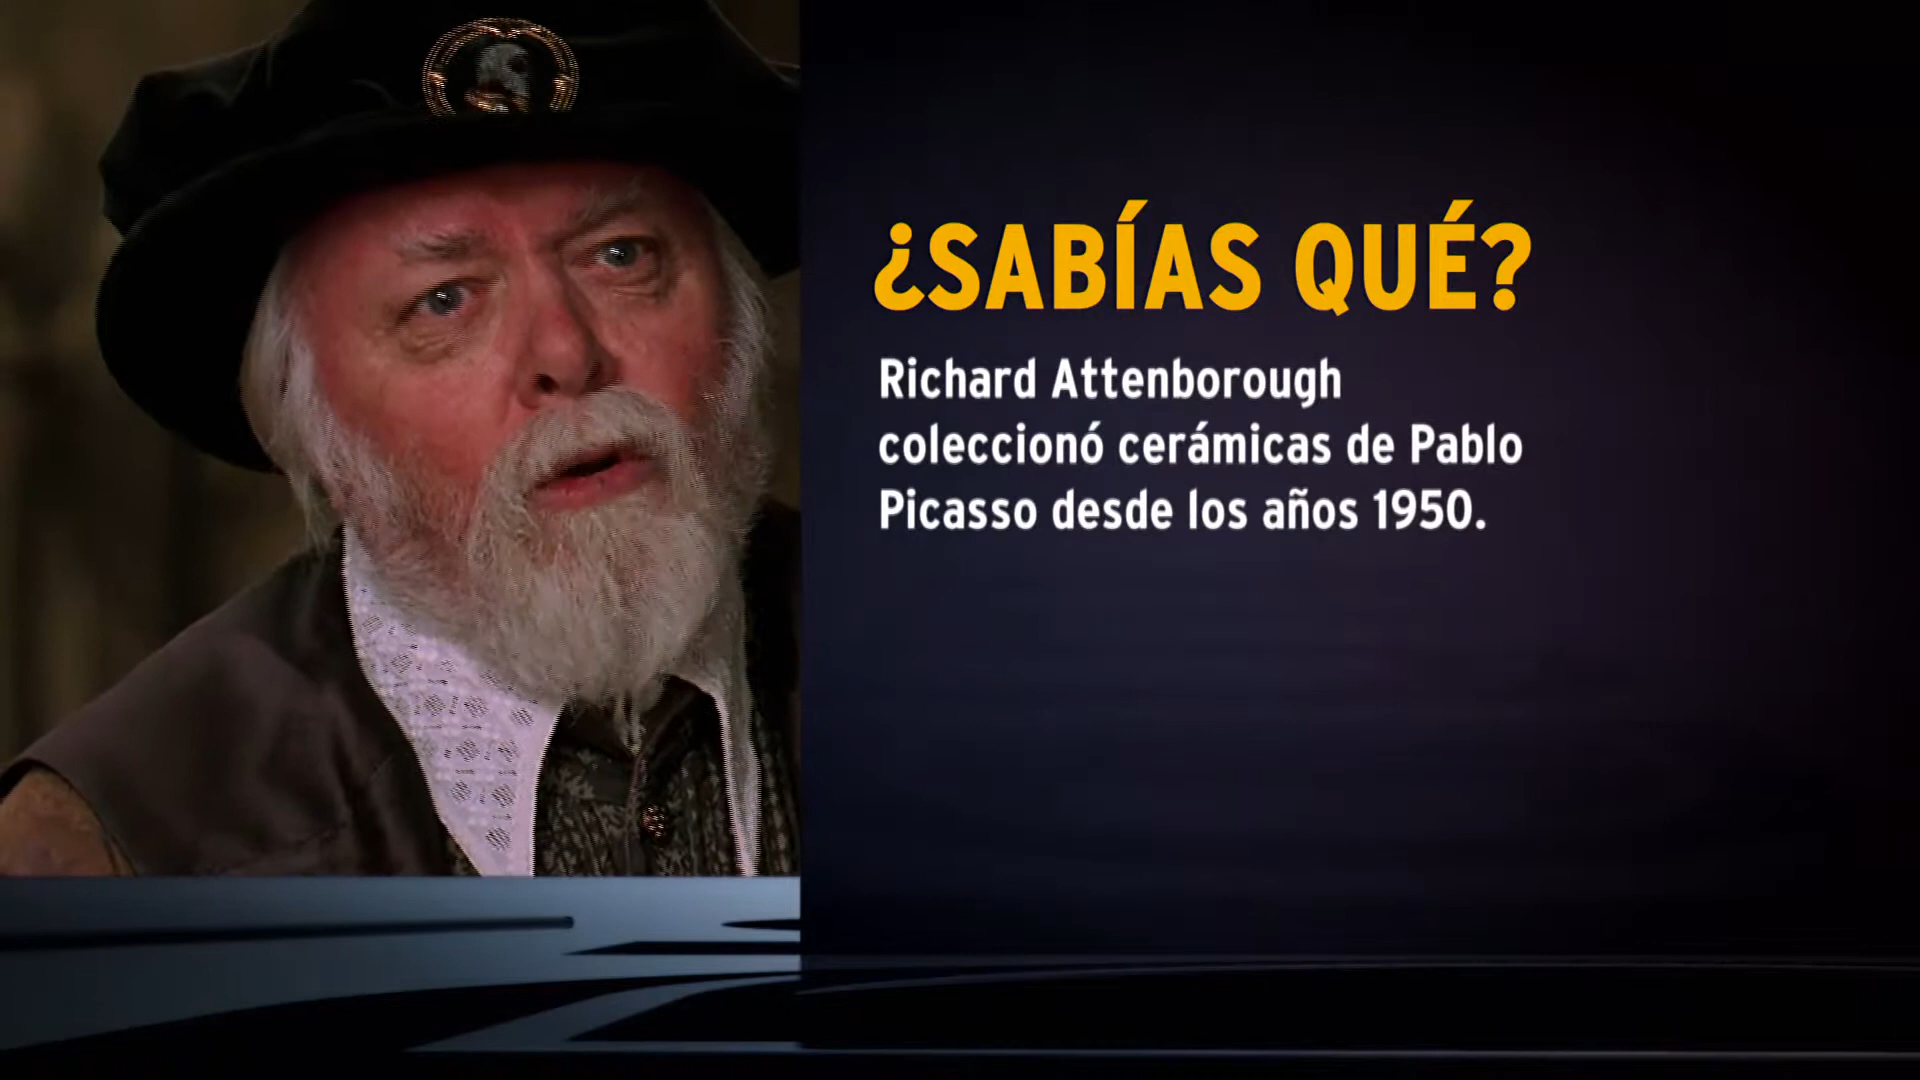 ¿SABÍAS QUÉ?
Richard Attenborough
coleccionó cerámicas de Pablo
Picasso desde los años 1950.